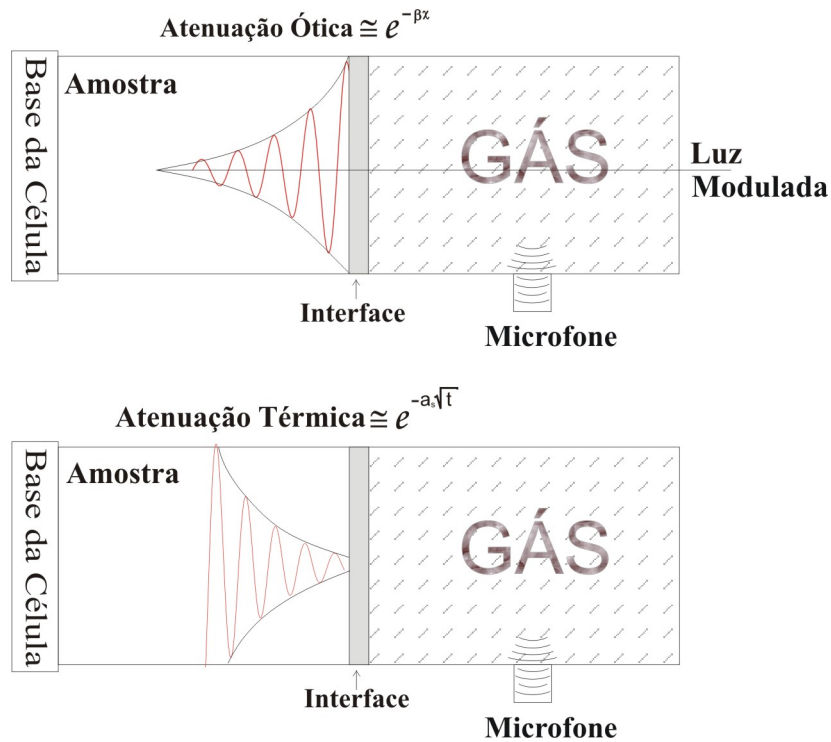 Atenuação Ótica ≅ e^{-βx}
Base da Célula
Amostra
GÁS
Luz
Modulada
Interface
Microfone
Atenuação Térmica ≅ e^{-a_s√t}
Base da Célula
Amostra
GÁS
Interface
Microfone